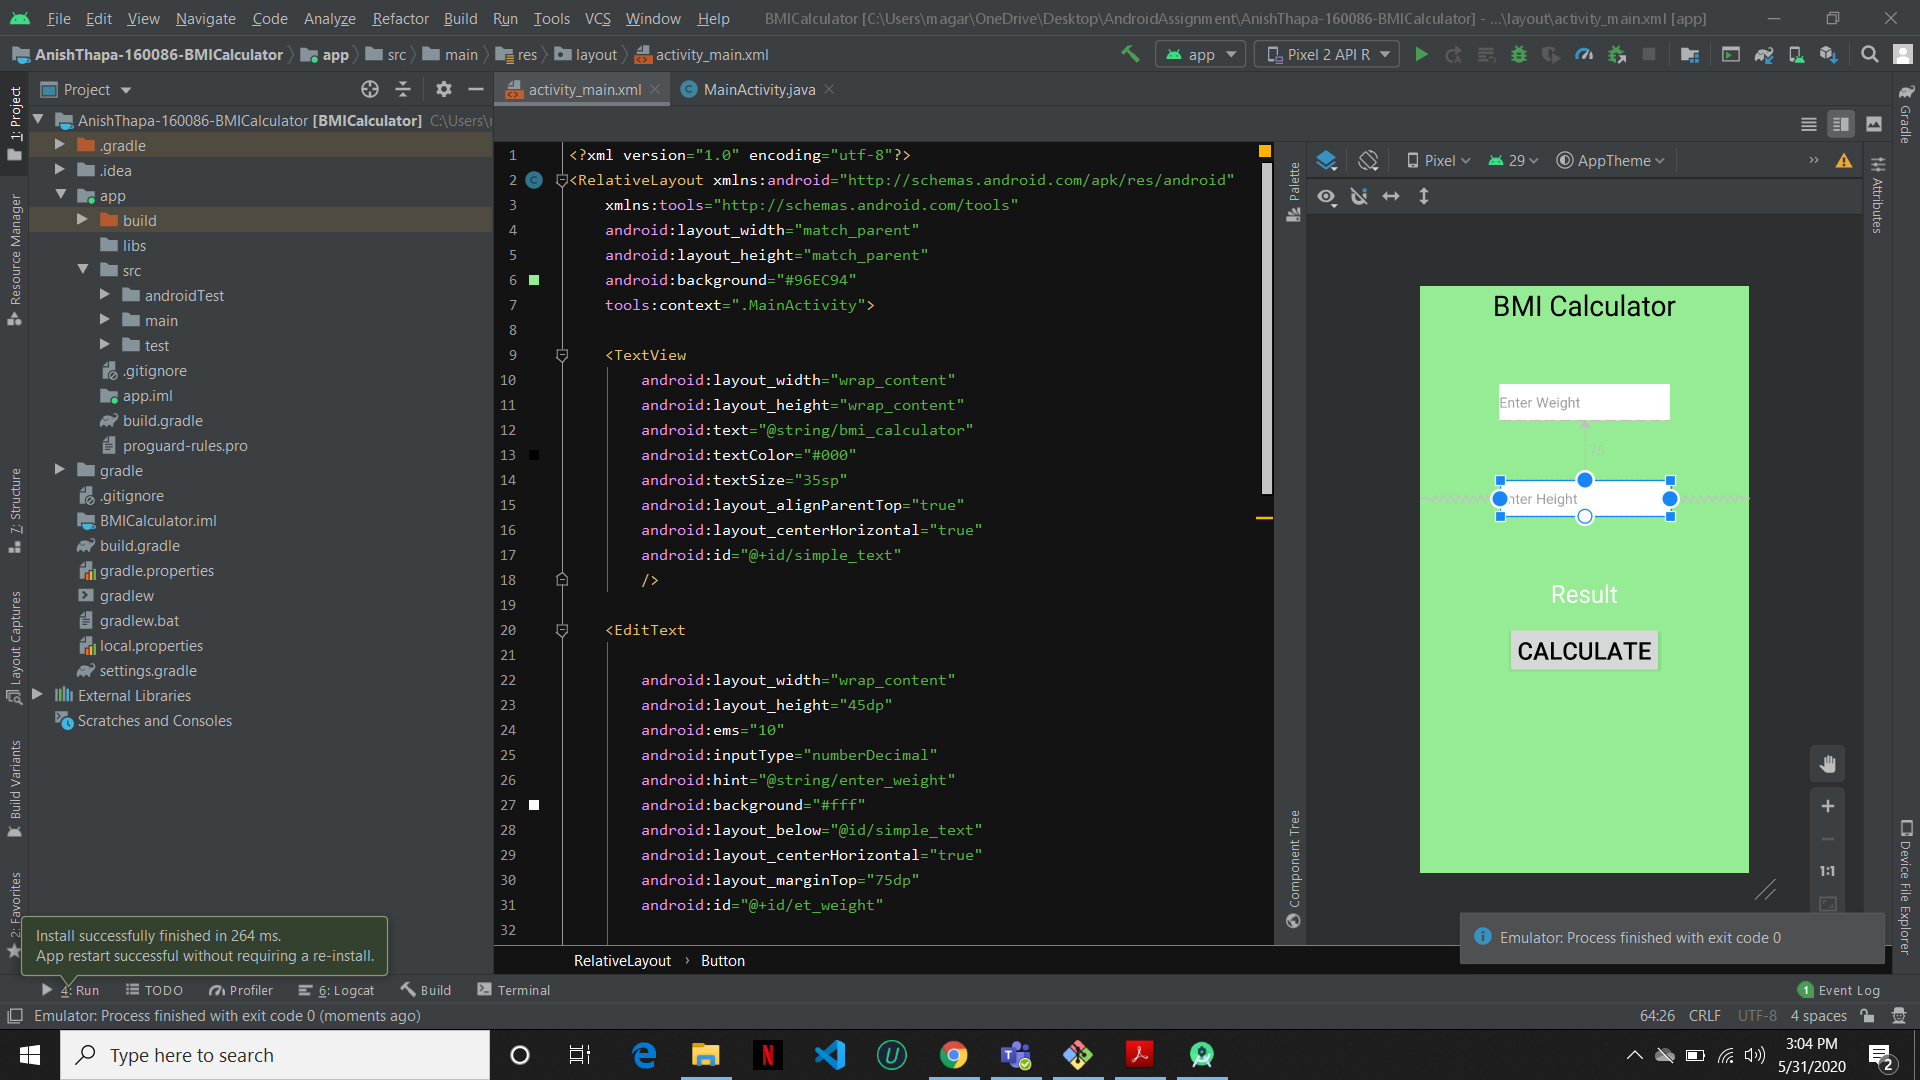 File Edit View Navigate Code Analyze Refactor Build Run Tools VCS Window Help BMICalculator [C:\Users\magar\OneDrive\Desktop\AndroidAssignment\AnishThapa-160086-BMICalculator] - ...\layout\activity_main.xml [app]
AnishThapa-160086-BMICalculator app src main res layout activity_main.xml app Pixel 2 API R
Project activity_main.xml MainActivity.java
1: Project
Resource Manager
7: Structure
Layout Captures
Build Variants
2: Favorites
AnishThapa-160086-BMICalculator [BMICalculator] C:\Users\
.gradle
.idea
app
build
libs
src
androidTest
main
test
.gitignore
app.iml
build.gradle
proguard-rules.pro
gradle
.gitignore
BMICalculator.iml
build.gradle
gradle.properties
gradlew
gradlew.bat
local.properties
settings.gradle
External Libraries
Scratches and Consoles
1 <?xml version="1.0" encoding="utf-8"?>
2 <RelativeLayout xmlns:android="http://schemas.android.com/apk/res/android"
3 xmlns:tools="http://schemas.android.com/tools"
4 android:layout_width="match_parent"
5 android:layout_height="match_parent"
6 android:background="#96EC94"
7 tools:context=".MainActivity">
8
9 <TextView
10 android:layout_width="wrap_content"
11 android:layout_height="wrap_content"
12 android:text="@string/bmi_calculator"
13 android:textColor="#000"
14 android:textSize="35sp"
15 android:layout_alignParentTop="true"
16 android:layout_centerHorizontal="true"
17 android:id="@+id/simple_text"
18 />
19
20 <EditText
21
22 android:layout_width="wrap_content"
23 android:layout_height="45dp"
24 android:ems="10"
25 android:inputType="numberDecimal"
26 android:hint="@string/enter_weight"
27 android:background="#fff"
28 android:layout_below="@id/simple_text"
29 android:layout_centerHorizontal="true"
30 android:layout_marginTop="75dp"
31 android:id="@+id/et_weight"
32
RelativeLayout › Button
Palette
Component Tree
Pixel 29 AppTheme
Attributes
Gradle
Device File Explorer
BMI Calculator
Enter Weight
75
nter Height
Result
CALCULATE
1:1
Install successfully finished in 264 ms.
App restart successful without requiring a re-install.
Emulator: Process finished with exit code 0
4: Run TODO Profiler 6: Logcat Build Terminal 1 Event Log
Emulator: Process finished with exit code 0 (moments ago) 64:26 CRLF UTF-8 4 spaces
Type here to search
3:04 PM
5/31/2020
2